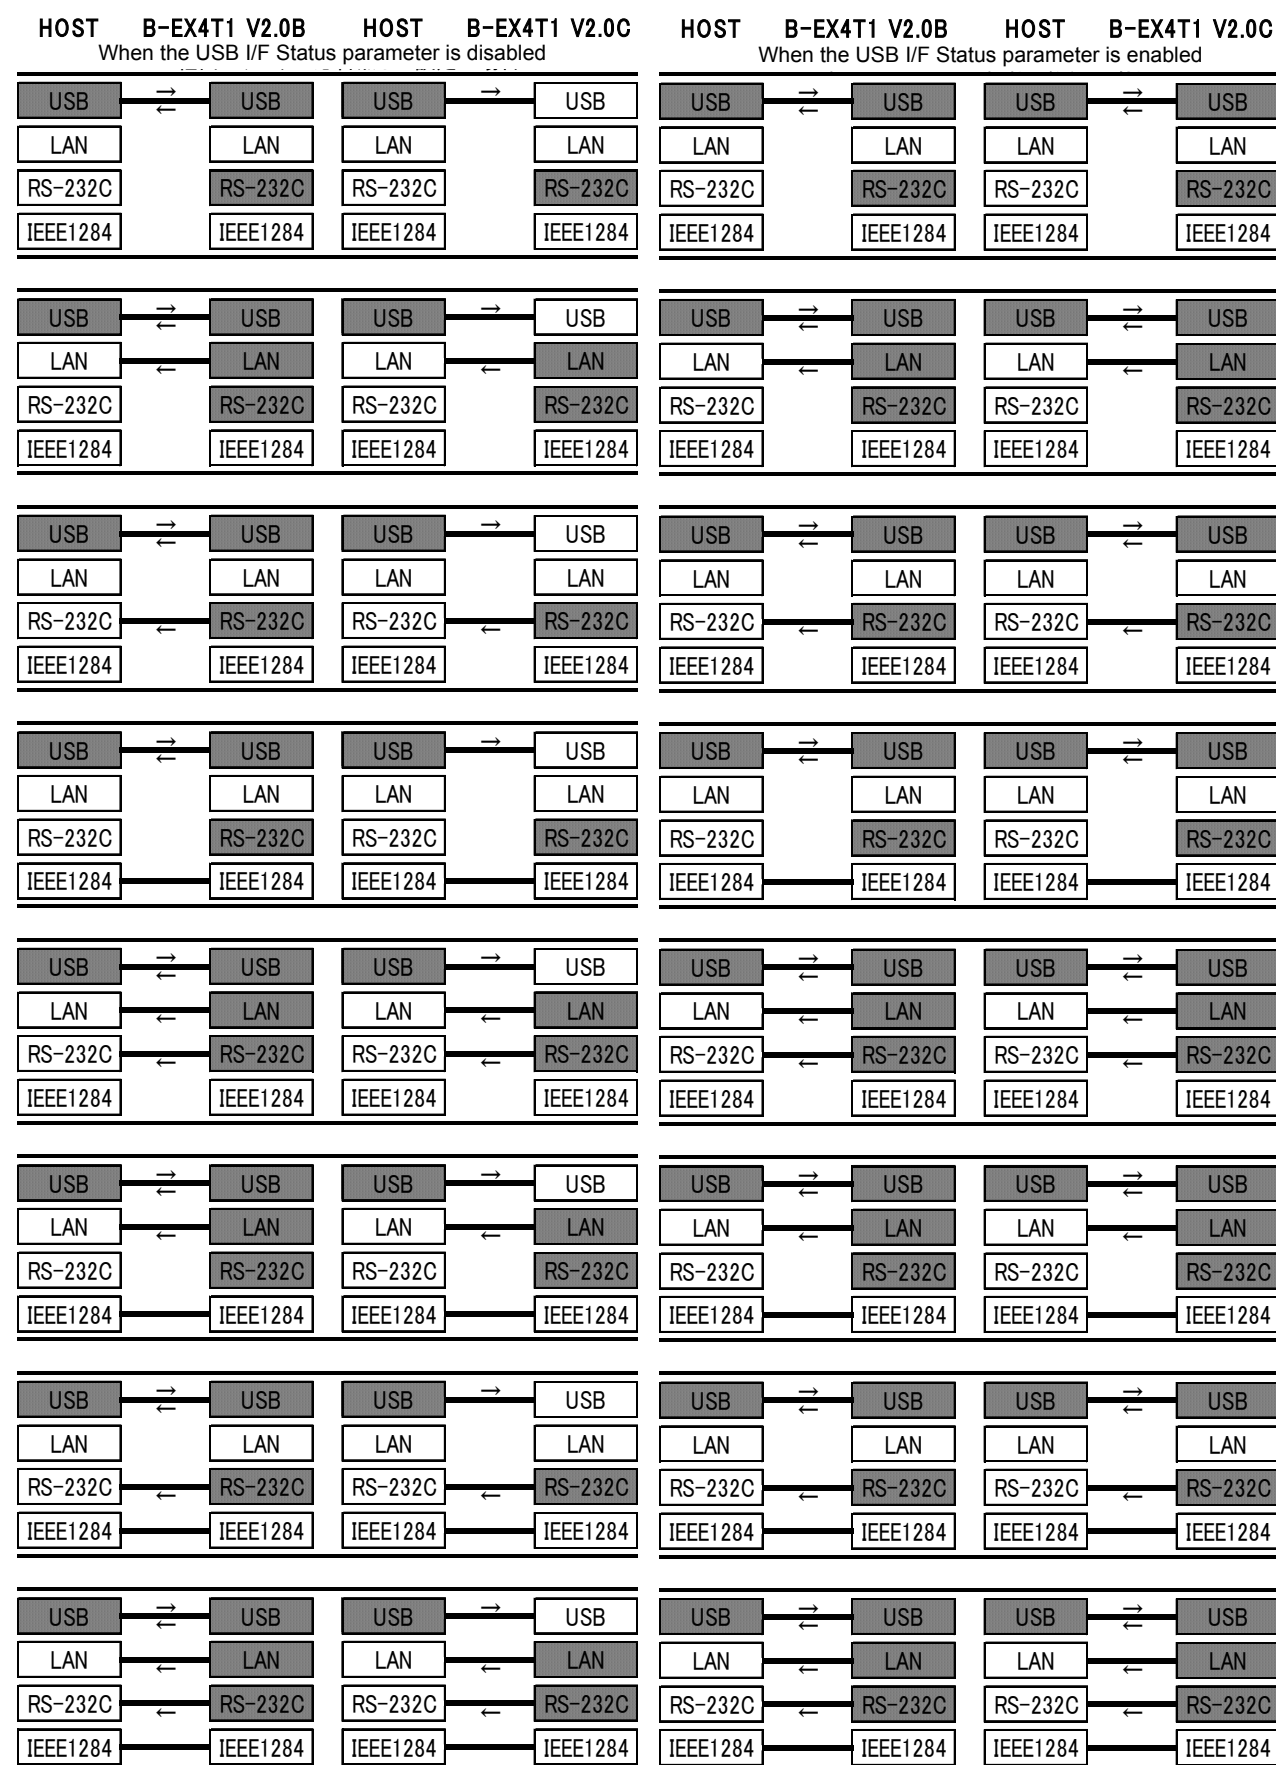 HOST B-EX4T1 V2.0B HOST B-EX4T1 V2.0C HOST B-EX4T1 V2.0B HOST B-EX4T1 V2.0C
When the USB I/F Status parameter is disabled When the USB I/F Status parameter is enabled
USB → ← USB USB → USB USB → ← USB USB → ← USB
LAN LAN LAN LAN LAN LAN LAN LAN
RS-232C RS-232C RS-232C RS-232C RS-232C RS-232C RS-232C RS-232C
IEEE1284 IEEE1284 IEEE1284 IEEE1284 IEEE1284 IEEE1284 IEEE1284 IEEE1284
USB → ← USB USB → USB USB → ← USB USB → ← USB
LAN ← LAN LAN ← LAN LAN ← LAN LAN ← LAN
RS-232C RS-232C RS-232C RS-232C RS-232C RS-232C RS-232C RS-232C
IEEE1284 IEEE1284 IEEE1284 IEEE1284 IEEE1284 IEEE1284 IEEE1284 IEEE1284
USB → ← USB USB → USB USB → ← USB USB → ← USB
LAN LAN LAN LAN LAN LAN LAN LAN
RS-232C ← RS-232C RS-232C ← RS-232C RS-232C ← RS-232C RS-232C ← RS-232C
IEEE1284 IEEE1284 IEEE1284 IEEE1284 IEEE1284 IEEE1284 IEEE1284 IEEE1284
USB → ← USB USB → USB USB → ← USB USB → ← USB
LAN LAN LAN LAN LAN LAN LAN LAN
RS-232C RS-232C RS-232C RS-232C RS-232C RS-232C RS-232C RS-232C
IEEE1284 IEEE1284 IEEE1284 IEEE1284 IEEE1284 IEEE1284 IEEE1284 IEEE1284
USB → ← USB USB → USB USB → ← USB USB → ← USB
LAN ← LAN LAN ← LAN LAN ← LAN LAN ← LAN
RS-232C ← RS-232C RS-232C ← RS-232C RS-232C ← RS-232C RS-232C ← RS-232C
IEEE1284 IEEE1284 IEEE1284 IEEE1284 IEEE1284 IEEE1284 IEEE1284 IEEE1284
USB → ← USB USB → USB USB → ← USB USB → ← USB
LAN ← LAN LAN ← LAN LAN ← LAN LAN ← LAN
RS-232C RS-232C RS-232C RS-232C RS-232C RS-232C RS-232C RS-232C
IEEE1284 IEEE1284 IEEE1284 IEEE1284 IEEE1284 IEEE1284 IEEE1284 IEEE1284
USB → ← USB USB → USB USB → ← USB USB → ← USB
LAN LAN LAN LAN LAN LAN LAN LAN
RS-232C ← RS-232C RS-232C ← RS-232C RS-232C ← RS-232C RS-232C ← RS-232C
IEEE1284 IEEE1284 IEEE1284 IEEE1284 IEEE1284 IEEE1284 IEEE1284 IEEE1284
USB → ← USB USB → USB USB → ← USB USB → ← USB
LAN ← LAN LAN ← LAN LAN ← LAN LAN ← LAN
RS-232C ← RS-232C RS-232C ← RS-232C RS-232C ← RS-232C RS-232C ← RS-232C
IEEE1284 IEEE1284 IEEE1284 IEEE1284 IEEE1284 IEEE1284 IEEE1284 IEEE1284